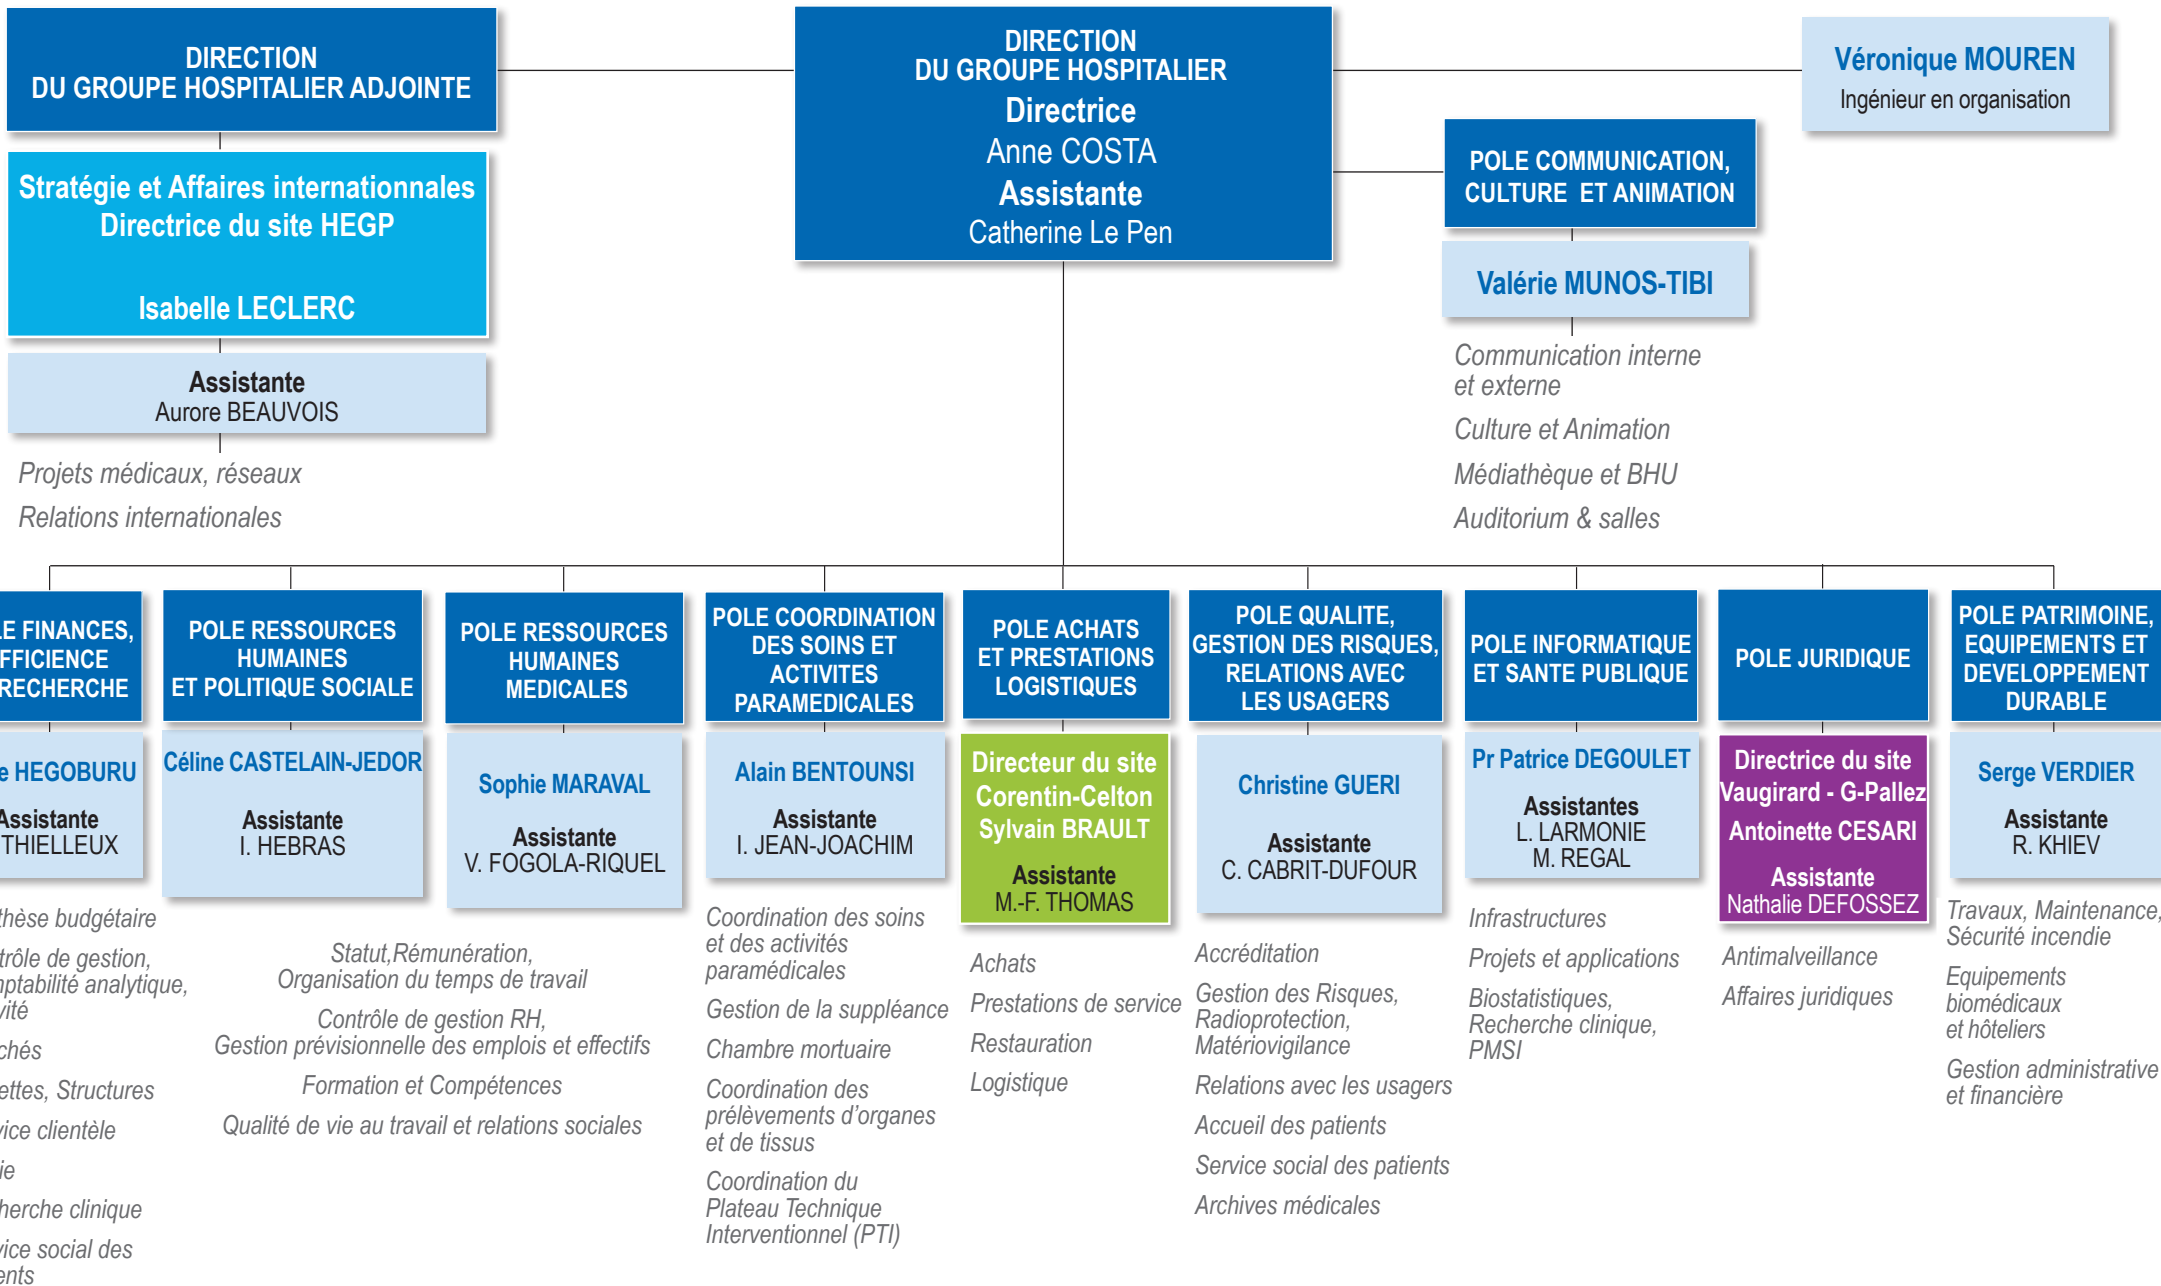 DIRECTION
DU GROUPE HOSPITALIER ADJOINTE
Stratégie et Affaires internationnales
Directrice du site HEGP
Isabelle LECLERC
Assistante
Aurore BEAUVOIS
Projets médicaux, réseaux
Relations internationales
DIRECTION
DU GROUPE HOSPITALIER
Directrice
Anne COSTA
Assistante
Catherine Le Pen
Véronique MOUREN
Ingénieur en organisation
POLE COMMUNICATION,
CULTURE ET ANIMATION
Valérie MUNOS-TIBI
Communication interne
et externe
Culture et Animation
Médiathèque et BHU
Auditorium & salles
FINANCES,
RECHERCHE
HEGOBURU
Assistante
THIELLEUX
budgétaire
de gestion,
analytique,
Structures
clientèle
clinique
social des
POLE RESSOURCES
HUMAINES
ET POLITIQUE SOCIALE
Céline CASTELAIN-JEDOR
Assistante
I. HEBRAS
POLE RESSOURCES
HUMAINES
MEDICALES
Sophie MARAVAL
Assistante
V. FOGOLA-RIQUEL
Statut,Rémunération,
Organisation du temps de travail
Contrôle de gestion RH,
Gestion prévisionnelle des emplois et effectifs
Formation et Compétences
Qualité de vie au travail et relations sociales
POLE COORDINATION
DES SOINS ET
ACTIVITES
PARAMEDICALES
Alain BENTOUNSI
Assistante
I. JEAN-JOACHIM
Coordination des soins
et des activités
paramédicales
Gestion de la suppléance
Chambre mortuaire
Coordination des
prélèvements d’organes
et de tissus
Coordination du
Plateau Technique
Interventionnel (PTI)
POLE ACHATS
ET PRESTATIONS
LOGISTIQUES
Directeur du site
Corentin-Celton
Sylvain BRAULT
Assistante
M.-F. THOMAS
Achats
Prestations de service
Restauration
Logistique
POLE QUALITE,
GESTION DES RISQUES,
RELATIONS AVEC
LES USAGERS
Christine GUERI
Assistante
C. CABRIT-DUFOUR
Accréditation
Gestion des Risques,
Radioprotection,
Matériovigilance
Relations avec les usagers
Accueil des patients
Service social des patients
Archives médicales
POLE INFORMATIQUE
ET SANTE PUBLIQUE
Pr Patrice DEGOULET
Assistantes
L. LARMONIE
M. REGAL
Infrastructures
Projets et applications
Biostatistiques,
Recherche clinique,
PMSI
POLE JURIDIQUE
Directrice du site
Vaugirard - G-Pallez
Antoinette CESARI
Assistante
Nathalie DEFOSSEZ
Antimalveillance
Affaires juridiques
POLE PATRIMOINE,
EQUIPEMENTS ET
DEVELOPPEMENT
DURABLE
Serge VERDIER
Assistante
R. KHIEV
Travaux, Maintenance,
Sécurité incendie
Equipements
biomédicaux
et hôteliers
Gestion administrative
et financière